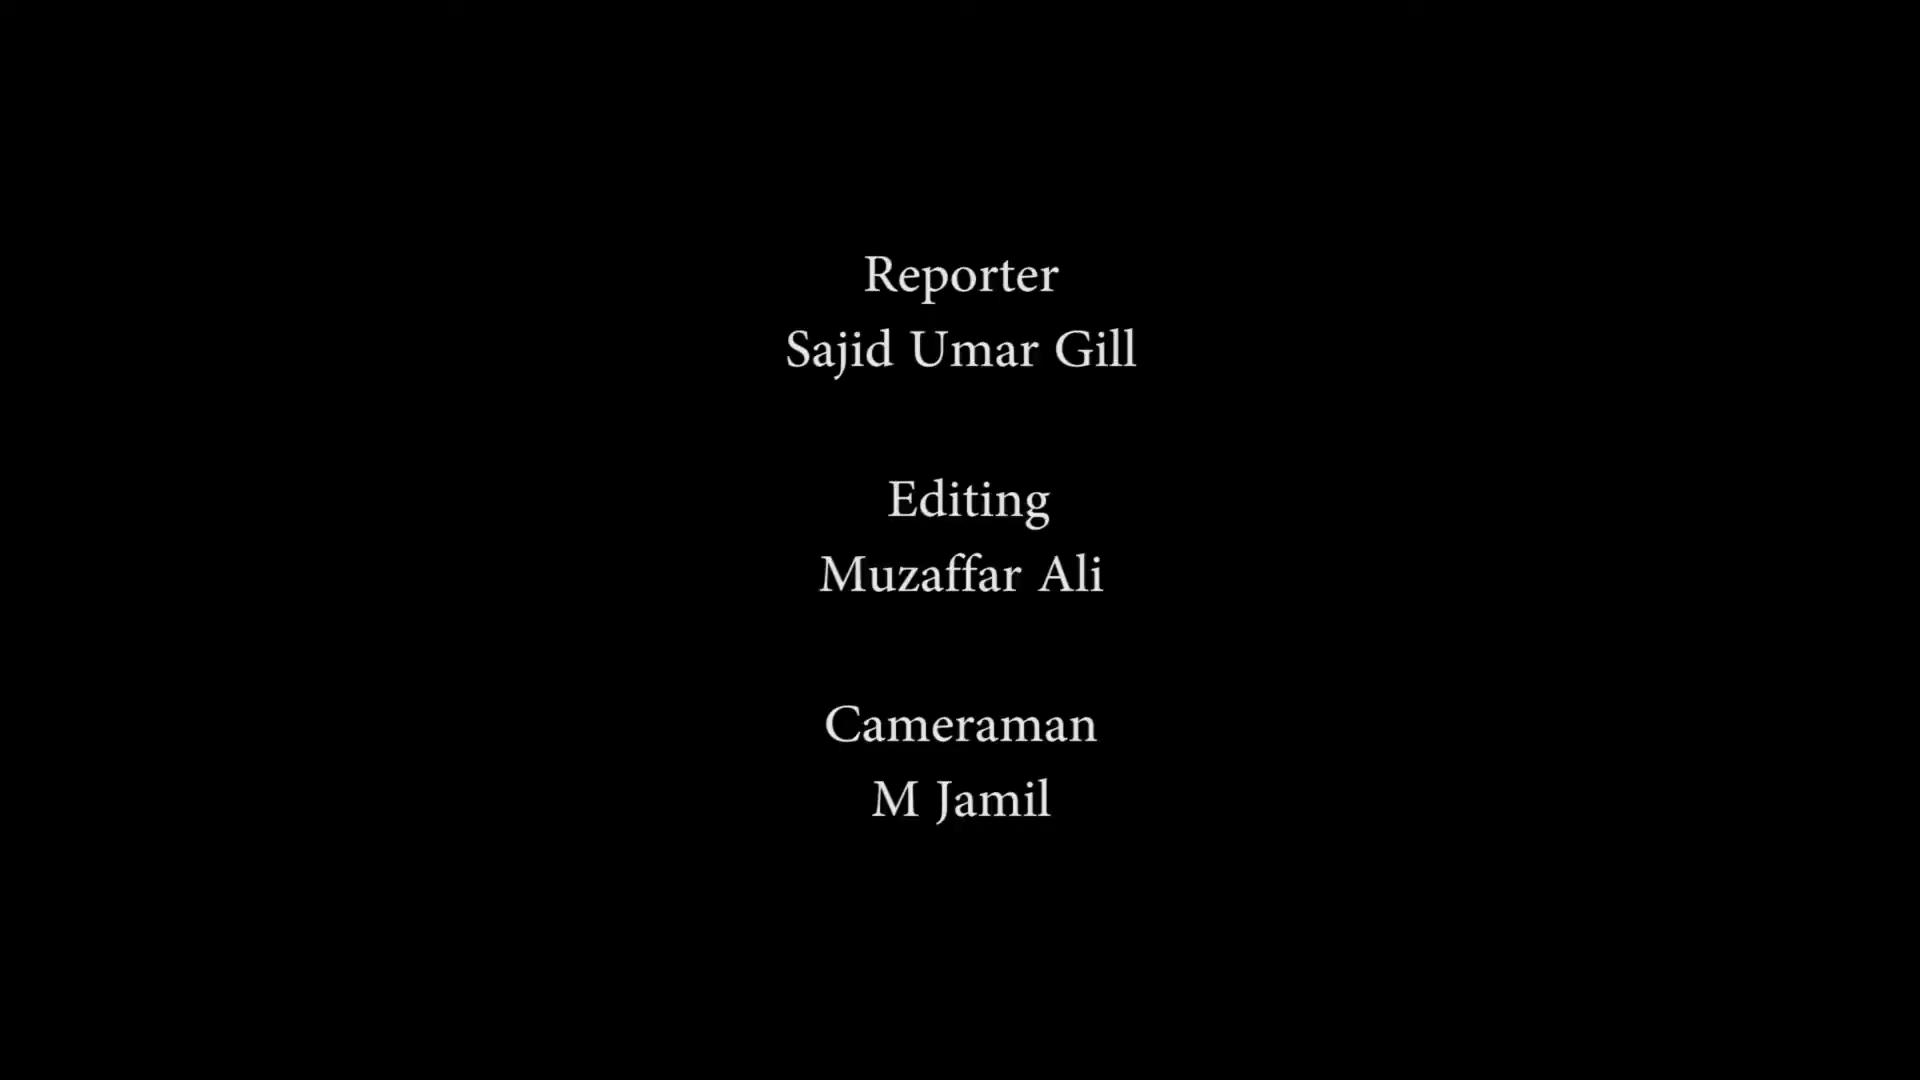 Reporter
Sajid Umar Gill
Editing
Muzaffar Ali
Cameraman
M Jamil